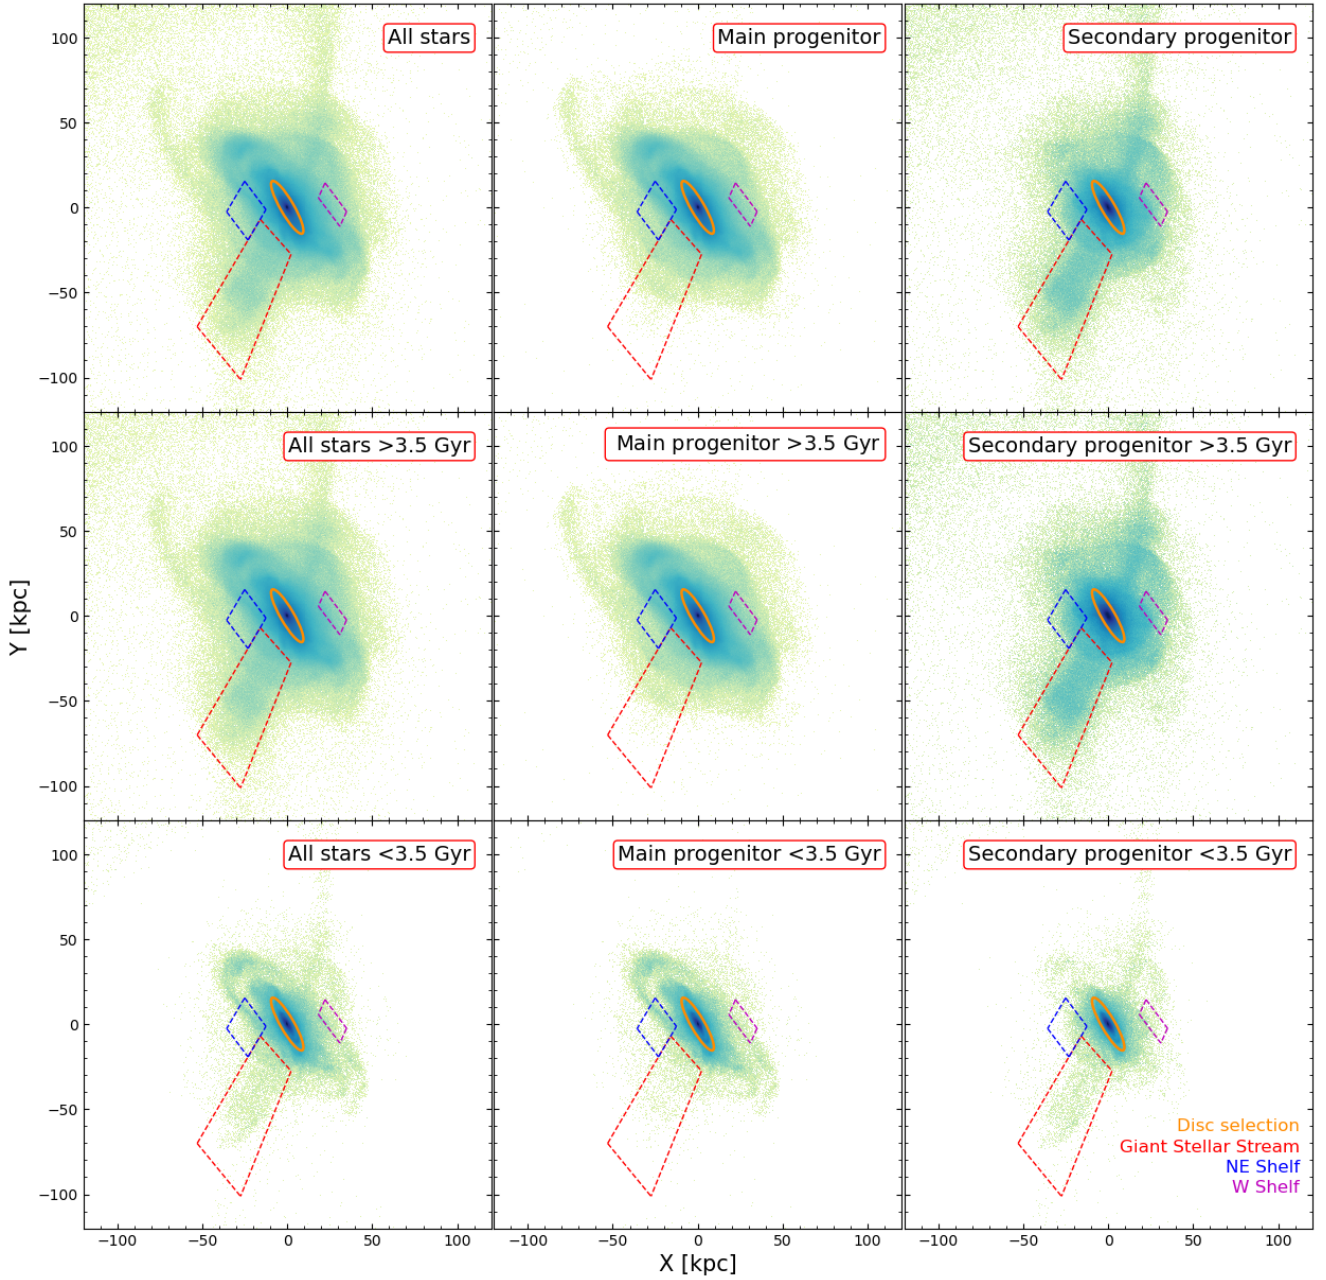 All stars
Main progenitor
Secondary progenitor
100
50
0
−50
−100
All stars >3.5 Gyr
Main progenitor >3.5 Gyr
Secondary progenitor >3.5 Gyr
100
50
0
−50
−100
Y [kpc]
All stars <3.5 Gyr
Main progenitor <3.5 Gyr
Secondary progenitor <3.5 Gyr
100
50
0
−50
−100
Disc selection
Giant Stellar Stream
NE Shelf
W Shelf
−100 −50 0 50 100 −100 −50 0 50 100 −100 −50 0 50 100
X [kpc]